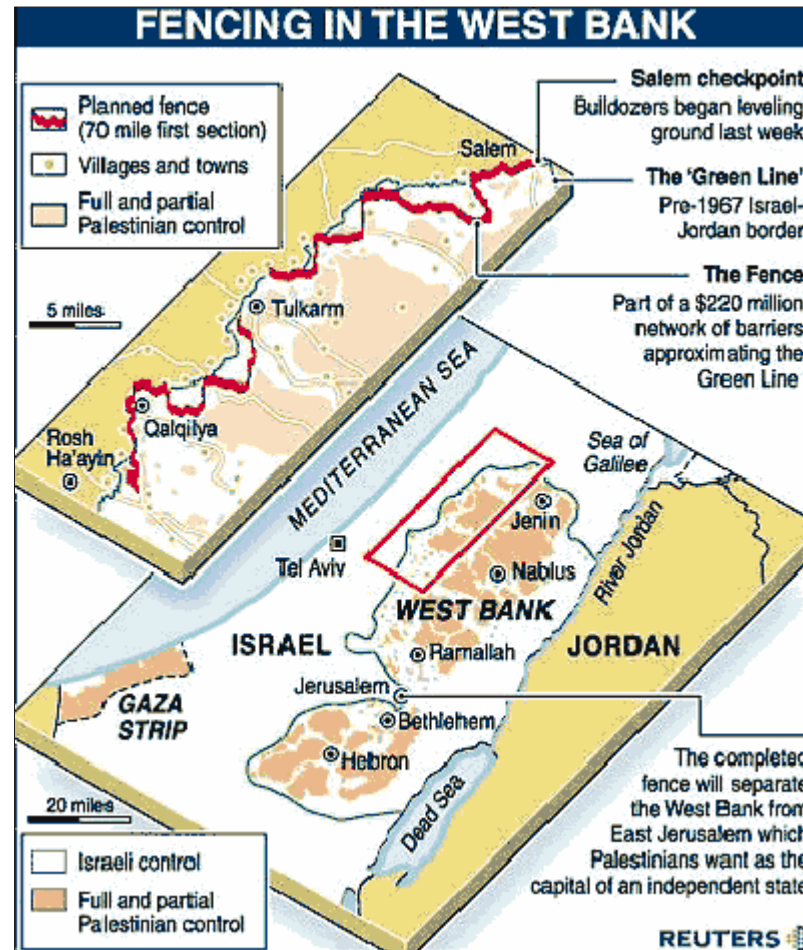 FENCING IN THE WEST BANK
Planned fence
(70 mile first section)
Villages and towns
Full and partial
Palestinian control
5 miles
Salem
Tulkarm
Qalqilya
Rosh
Ha'ayin
Salem checkpoint
Bulldozers began leveling
ground last week
The 'Green Line'
Pre-1967 Israel-
Jordan border
The Fence
Part of a $220 million
network of barriers
approximating the
Green Line
MEDITERRANEAN SEA
Sea of
Galilee
Tel Aviv
Jenin
Nablus
River Jordan
WEST BANK
ISRAEL
Ramallah
JORDAN
Jerusalem
GAZA
STRIP
Bethlehem
Hebron
Dead Sea
20 miles
Israeli control
Full and partial
Palestinian control
The completed
fence will separate
the West Bank from
East Jerusalem which
Palestinians want as the
capital of an independent state
REUTERS